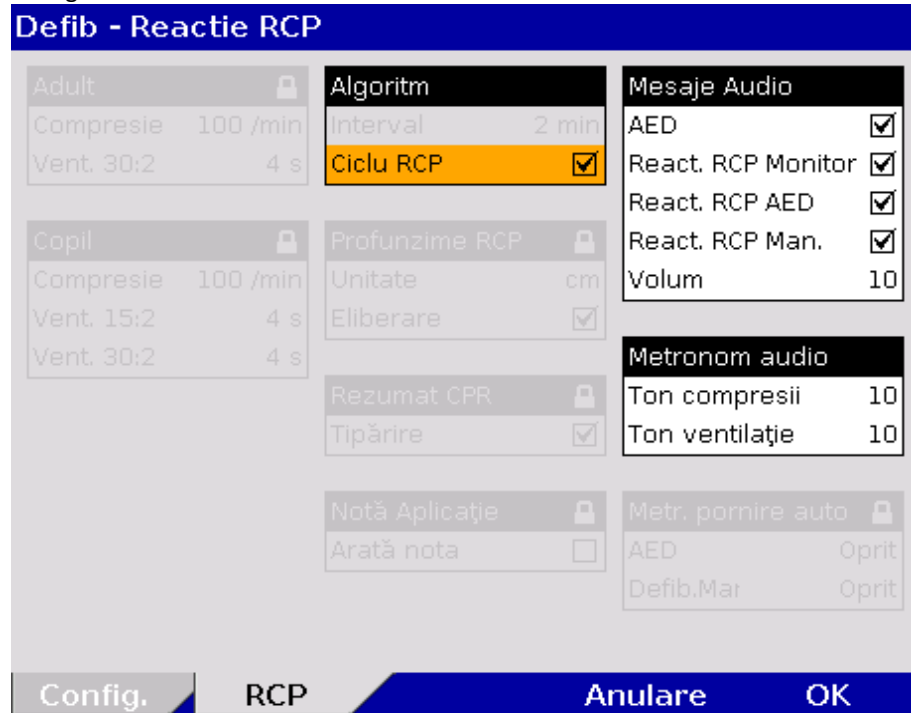 Defib - Reactie RCP
Adult
Compresie 100 /min
Vent. 30:2 4 s
Copil
Compresie 100 /min
Vent. 15:2 4 s
Vent. 30:2 4 s
Algoritm
Interval 2 min
Ciclu RCP
Profunzime RCP
Unitate cm
Eliberare
Rezumat CPR
Tipărire
Notă Aplicaţie
Arată nota
Mesaje Audio
AED
React. RCP Monitor
React. RCP AED
React. RCP Man.
Volum 10
Metronom audio
Ton compresii 10
Ton ventilaţie 10
Metr. pornire auto
AED Oprit
Defib.Mar Oprit
Config. RCP Anulare OK